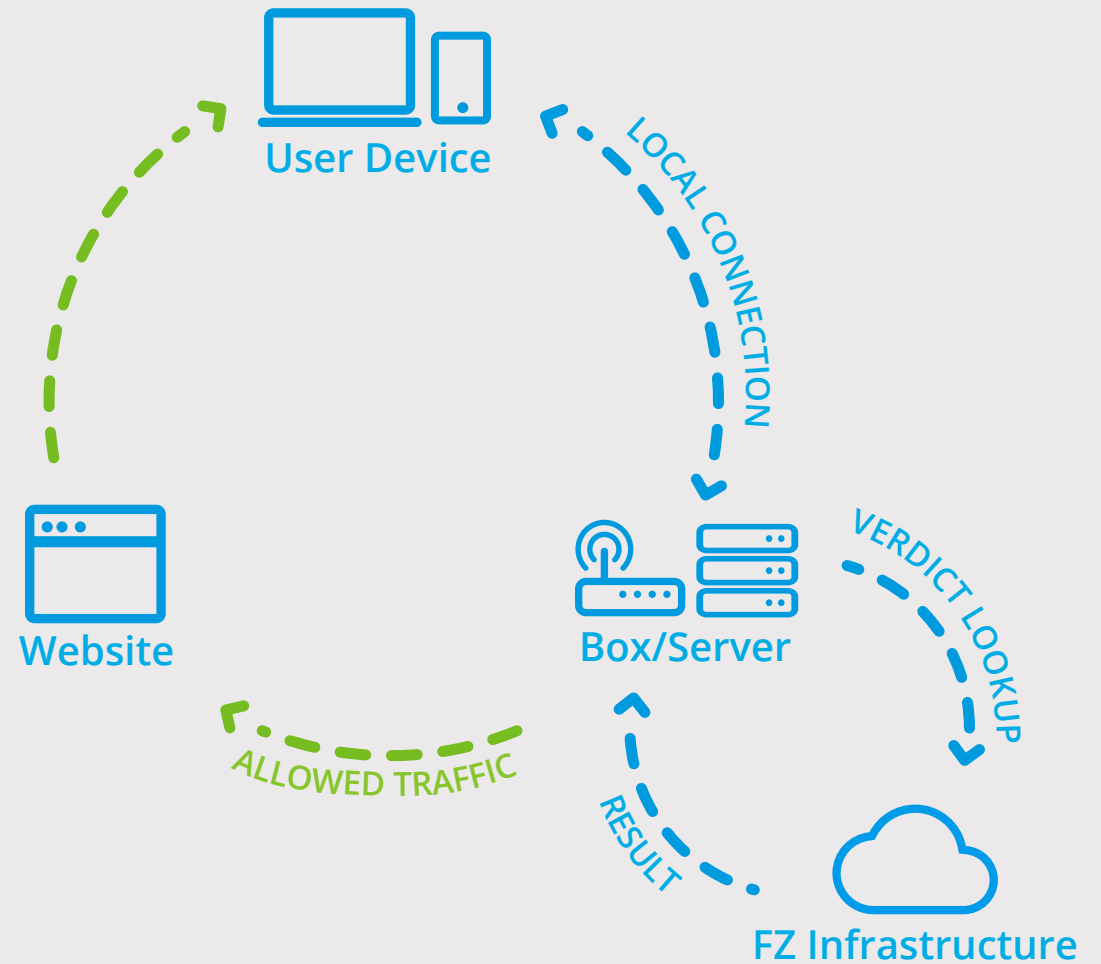 User Device
LOCAL CONNECTION
Website
Box/Server
VERDICT LOOKUP
ALLOWED TRAFFIC
RESULT
FZ Infrastructure